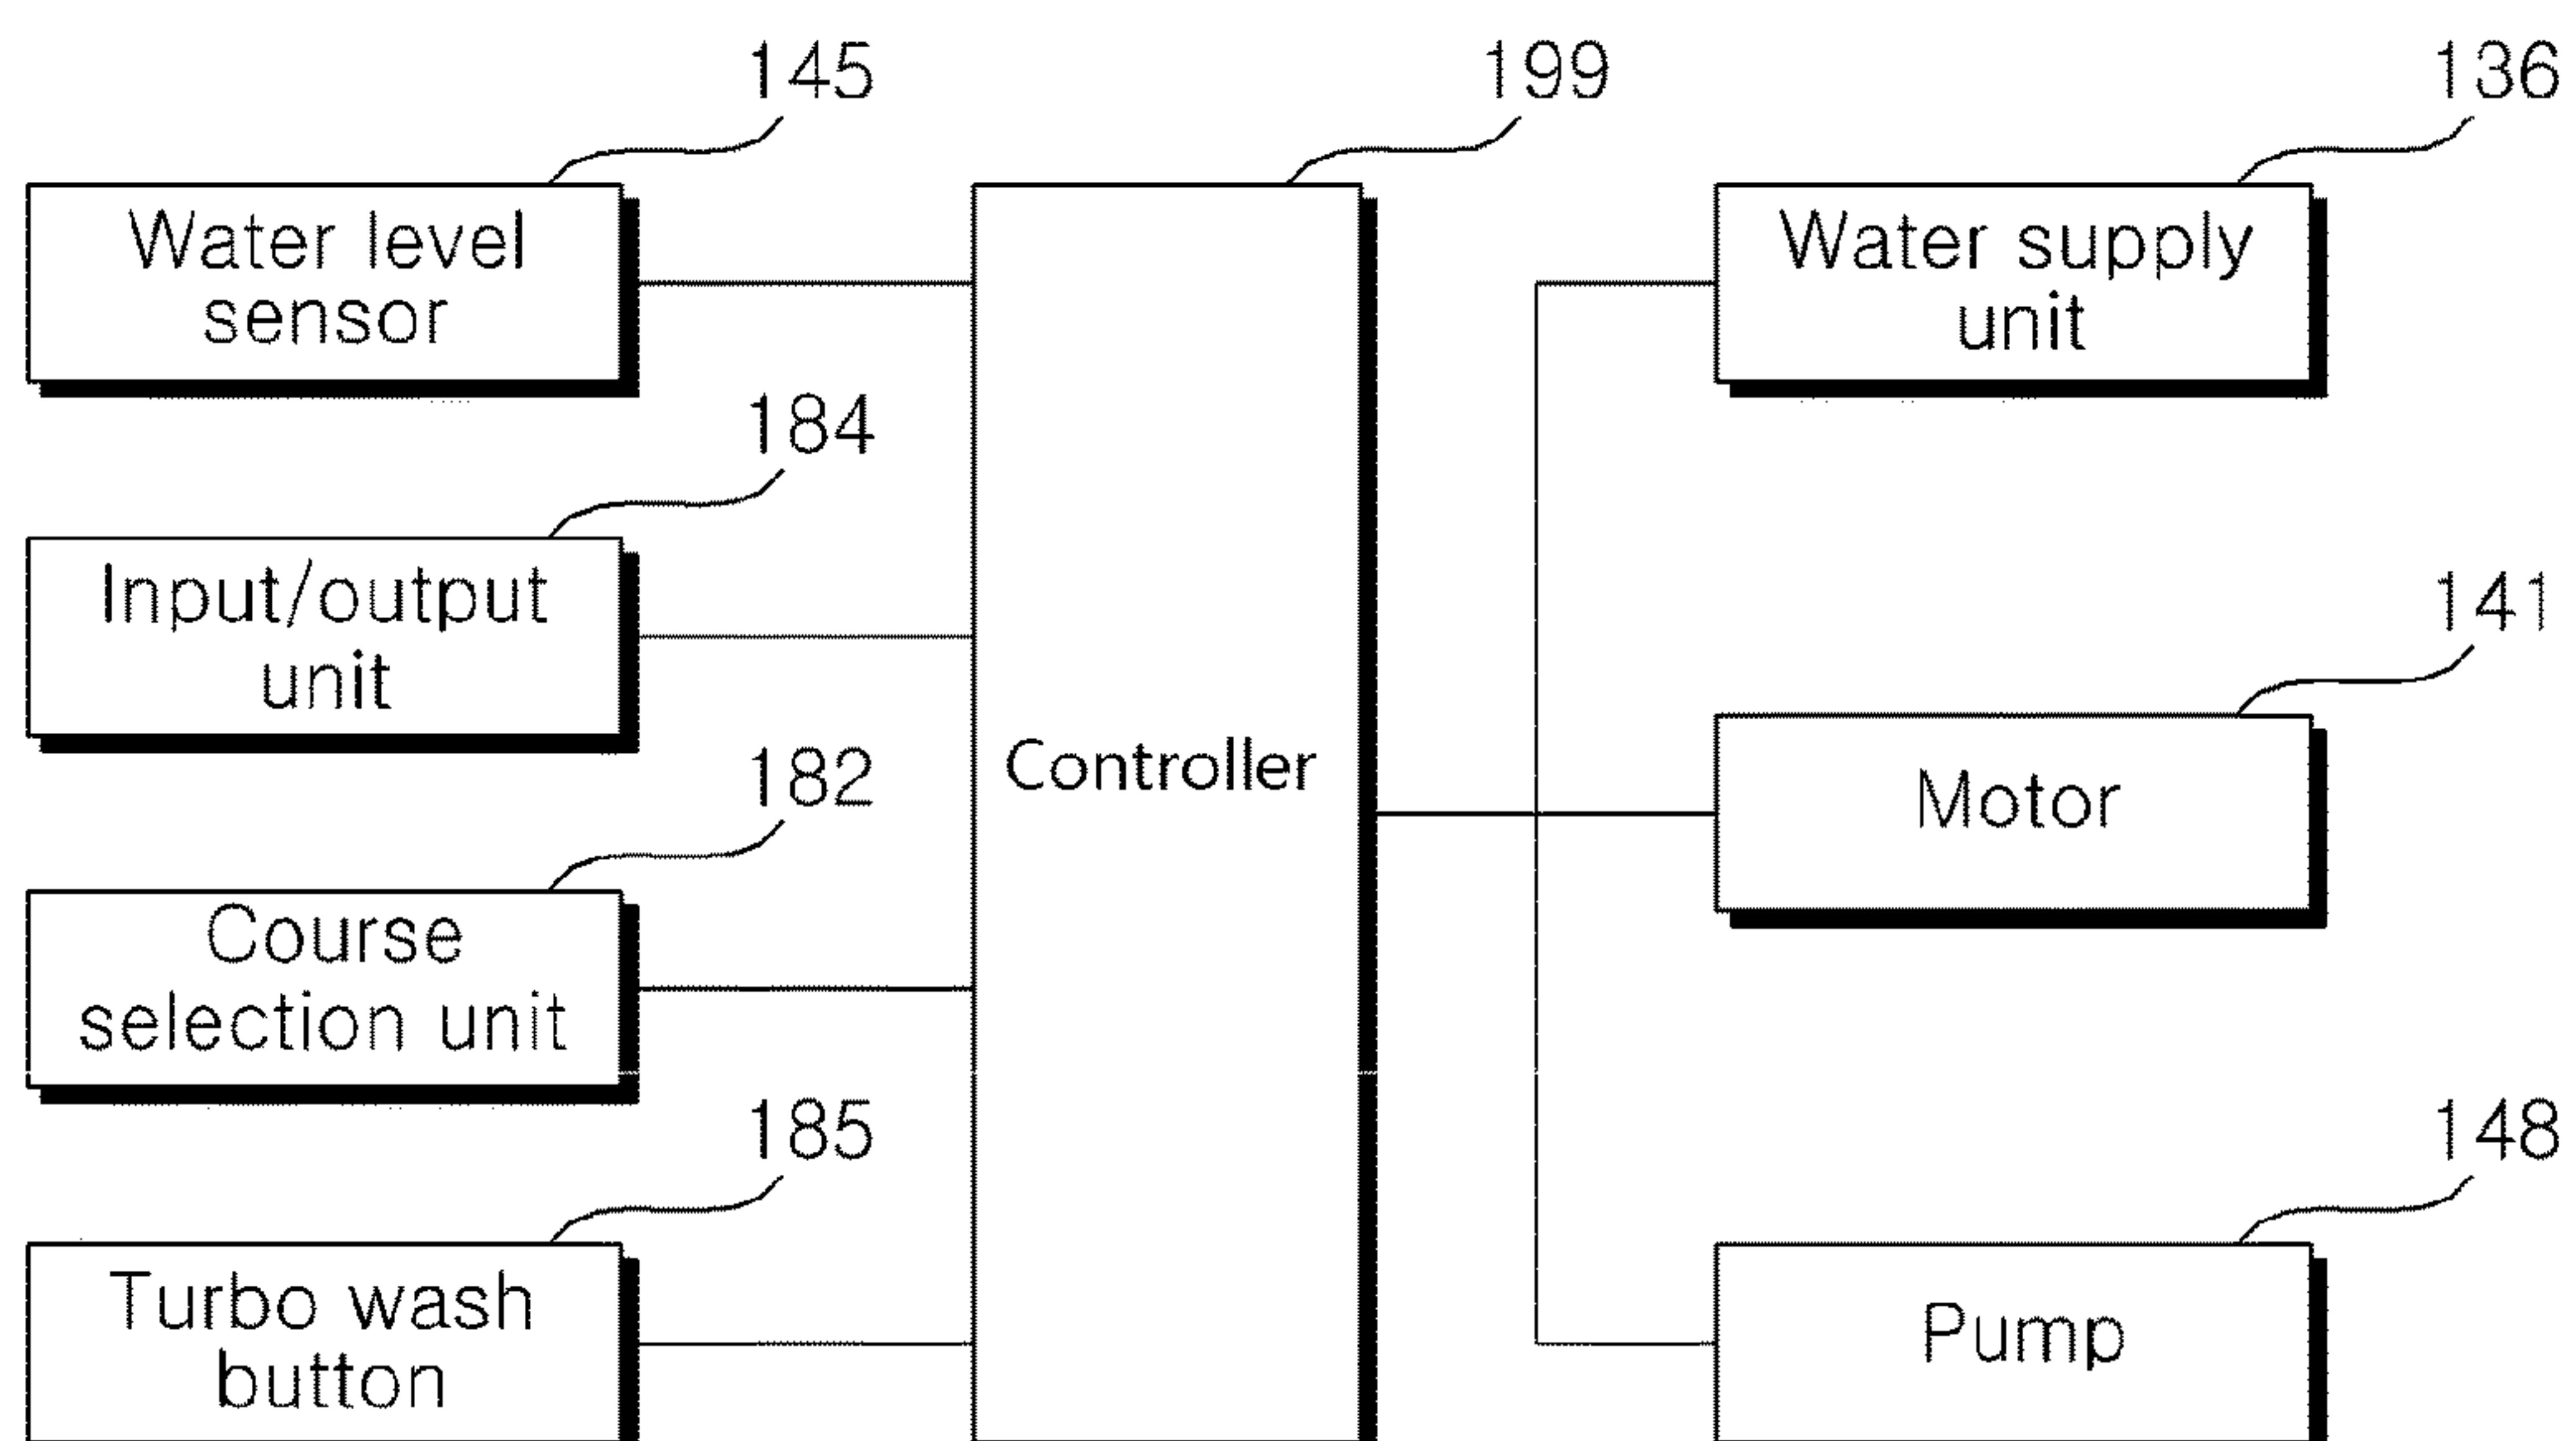 145
199
136
Water level
sensor
Water supply
unit
184
Input/output
unit
141
182
Controller
Motor
Course
selection unit
185
148
Turbo wash
button
Pump